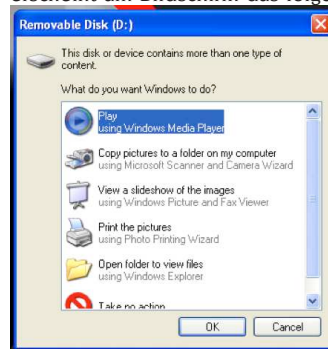 Removable Disk (D:)
This disk or device contains more than one type of
content.
What do you want Windows to do?
Play
using Windows Media Player
Copy pictures to a folder on my computer
using Microsoft Scanner and Camera Wizard
View a slideshow of the images
using Windows Picture and Fax Viewer
Print the pictures
using Photo Printing Wizard
Open folder to view files
using Windows Explorer
Take no action
OK Cancel